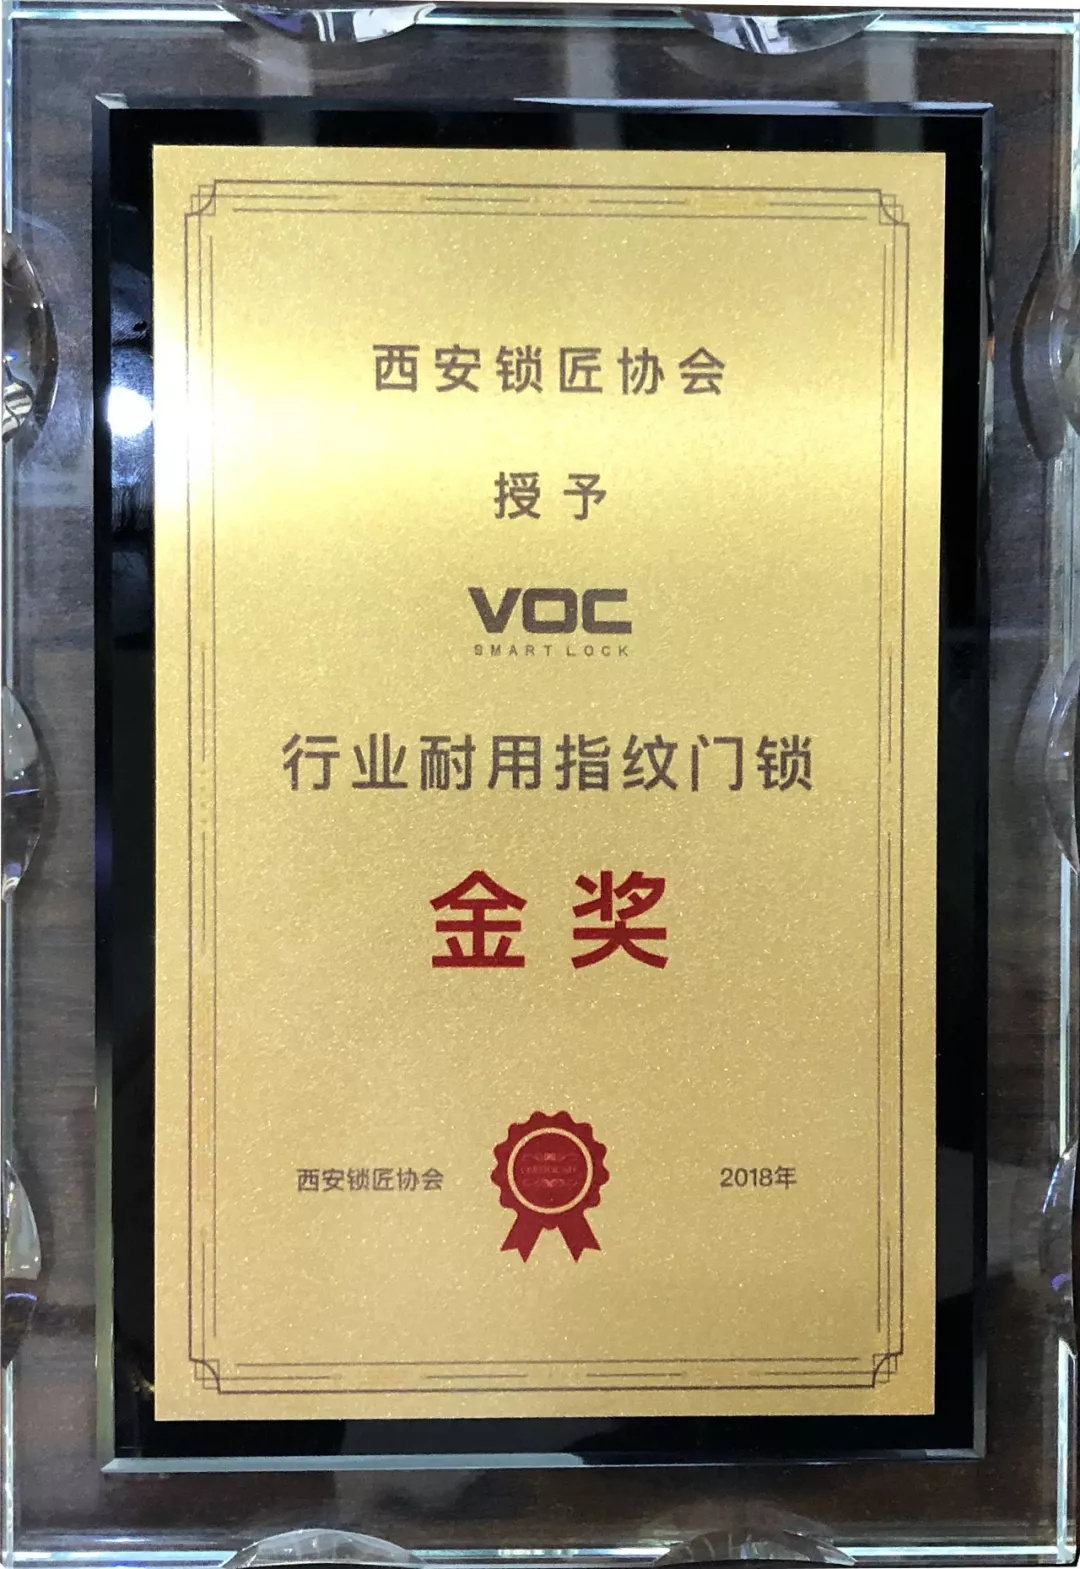 西安锁匠协会
授予
VOC
SMART LOCK
行业耐用指纹门锁
金奖
西安锁匠协会
2018年